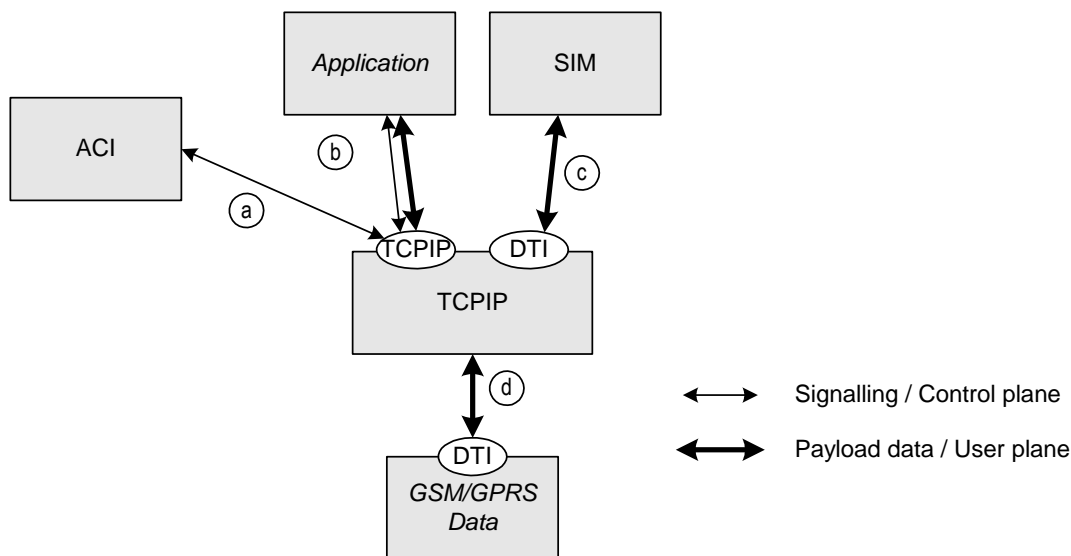 Application
SIM
ACI
b
c
a
TCPIP
DTI
TCPIP
d
Signalling / Control plane
Payload data / User plane
DTI
GSM/GPRS
Data